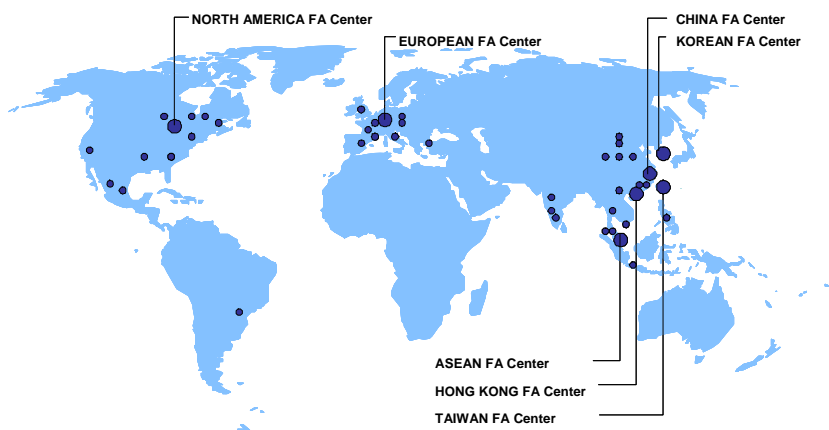 NORTH AMERICA FA Center
CHINA FA Center
EUROPEAN FA Center
KOREAN FA Center
ASEAN FA Center
HONG KONG FA Center
TAIWAN FA Center